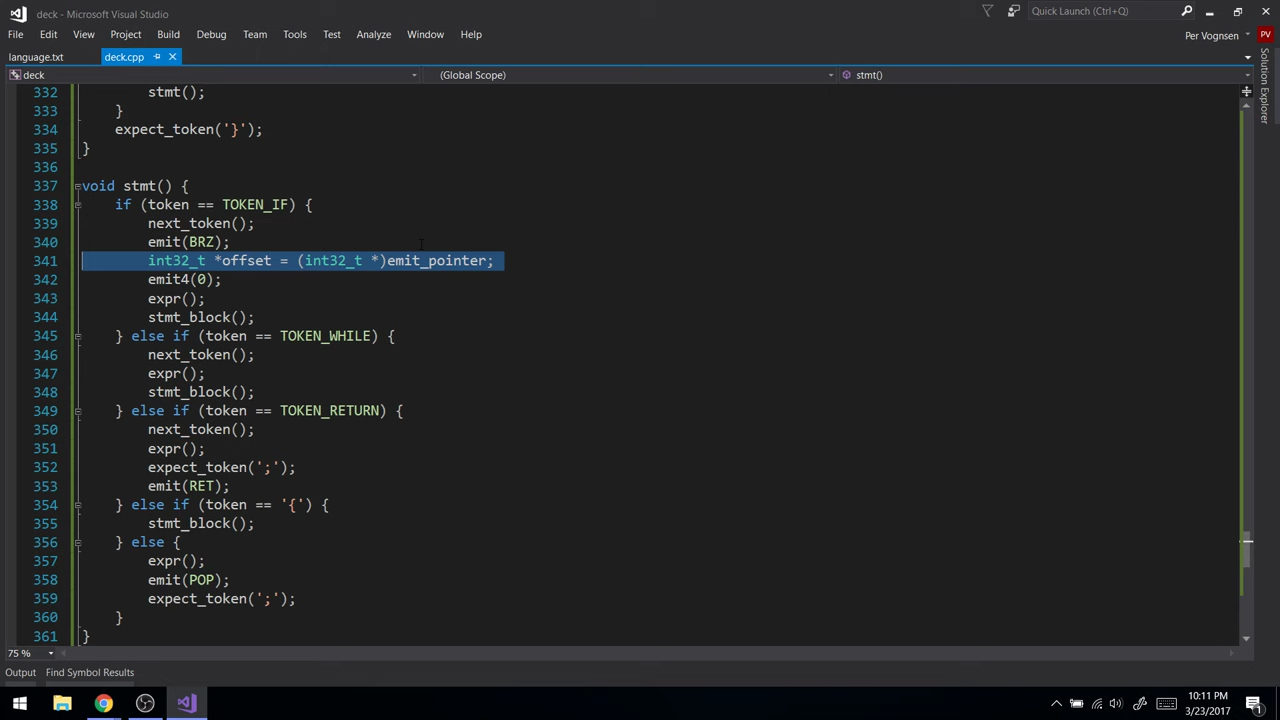 deck - Microsoft Visual Studio
Quick Launch (Ctrl+Q)
File Edit View Project Build Debug Team Tools Test Analyze Window Help
Per Vognsen PV
language.txt deck.cpp
deck (Global Scope) stmt()
Solution Explorer
332 stmt();
333 }
334 expect_token('}');
335 }
336
337 void stmt() {
338 if (token == TOKEN_IF) {
339 next_token();
340 emit(BRZ);
341 int32_t *offset = (int32_t *)emit_pointer;
342 emit4(0);
343 expr();
344 stmt_block();
345 } else if (token == TOKEN_WHILE) {
346 next_token();
347 expr();
348 stmt_block();
349 } else if (token == TOKEN_RETURN) {
350 next_token();
351 expr();
352 expect_token(';');
353 emit(RET);
354 } else if (token == '{') {
355 stmt_block();
356 } else {
357 expr();
358 emit(POP);
359 expect_token(';');
360 }
361 }
75 %
Output Find Symbol Results
10:11 PM
3/23/2017
1